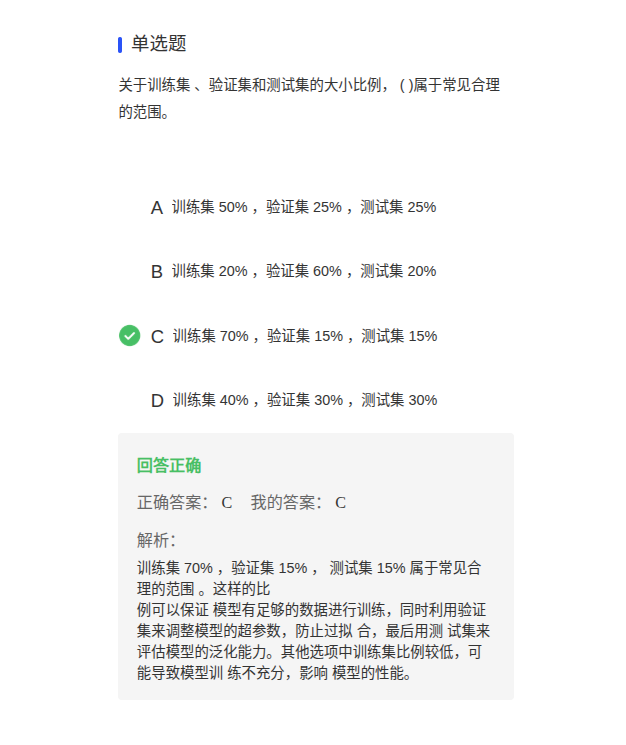 单选题
关于训练集 、验证集和测试集的大小比例， ( )属于常见合理
的范围。
A 训练集 50% ，验证集 25% ，测试集 25%
B 训练集 20% ，验证集 60% ，测试集 20%
C 训练集 70% ，验证集 15% ，测试集 15%
D 训练集 40% ，验证集 30% ，测试集 30%
回答正确
正确答案： C 我的答案： C
解析：
训练集 70% ，验证集 15% ， 测试集 15% 属于常见合
理的范围 。这样的比
例可以保证 模型有足够的数据进行训练，同时利用验证
集来调整模型的超参数，防止过拟 合，最后用测 试集来
评估模型的泛化能力。其他选项中训练集比例较低，可
能导致模型训 练不充分，影响 模型的性能。